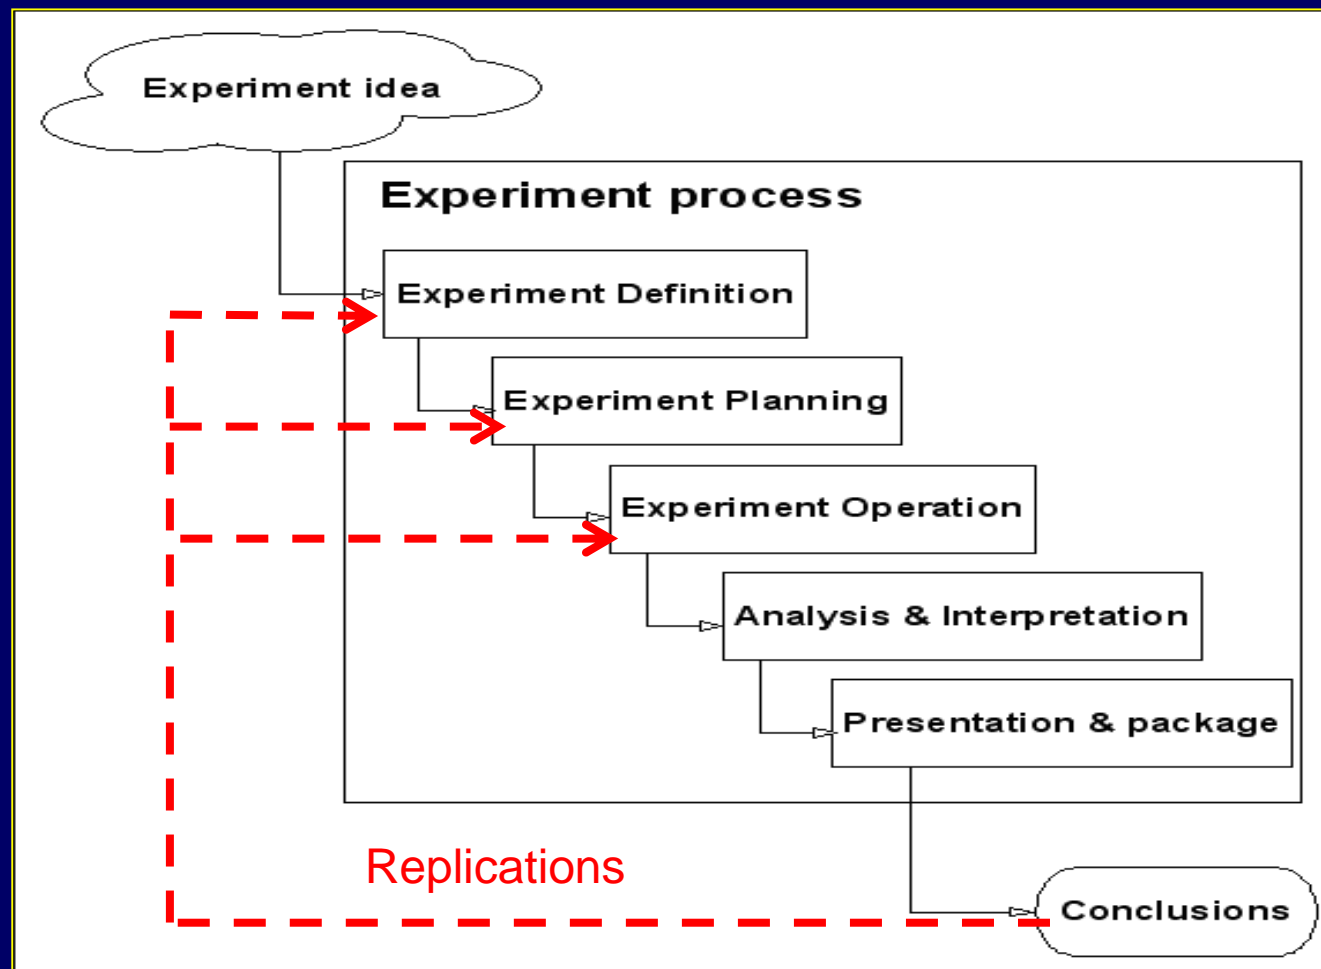 Experiment idea
Experiment process
Experiment Definition
Experiment Planning
Experiment Operation
Analysis & Interpretation
Presentation & package
Replications
Conclusions